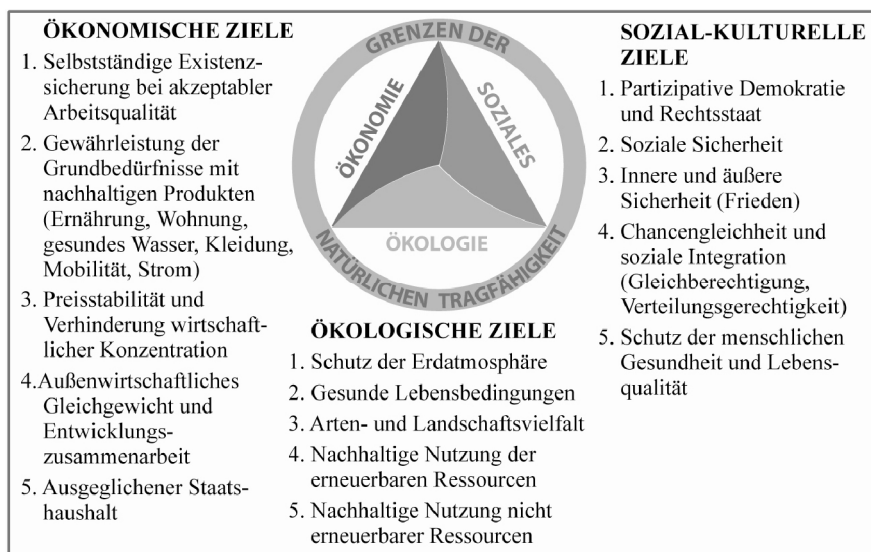 ÖKONOMISCHE ZIELE
1. Selbstständige Existenz-
sicherung bei akzeptabler
Arbeitsqualität
2. Gewährleistung der
Grundbedürfnisse mit
nachhaltigen Produkten
(Ernährung, Wohnung,
gesundes Wasser, Kleidung,
Mobilität, Strom)
3. Preisstabilität und
Verhinderung wirtschaft-
licher Konzentration
4.Außenwirtschaftliches
Gleichgewicht und
Entwicklungs-
zusammenarbeit
5. Ausgeglichener Staats-
haushalt
GRENZEN DER
NATÜRLICHEN TRAGFÄHIGKEIT
ÖKONOMIE
SOZIALES
ÖKOLOGIE
ÖKOLOGISCHE ZIELE
1. Schutz der Erdatmosphäre
2. Gesunde Lebensbedingungen
3. Arten- und Landschaftsvielfalt
4. Nachhaltige Nutzung der
erneuerbaren Ressourcen
5. Nachhaltige Nutzung nicht
erneuerbarer Ressourcen
SOZIAL-KULTURELLE
ZIELE
1. Partizipative Demokratie
und Rechtsstaat
2. Soziale Sicherheit
3. Innere und äußere
Sicherheit (Frieden)
4. Chancengleichheit und
soziale Integration
(Gleichberechtigung,
Verteilungsgerechtigkeit)
5. Schutz der menschlichen
Gesundheit und Lebens-
qualität